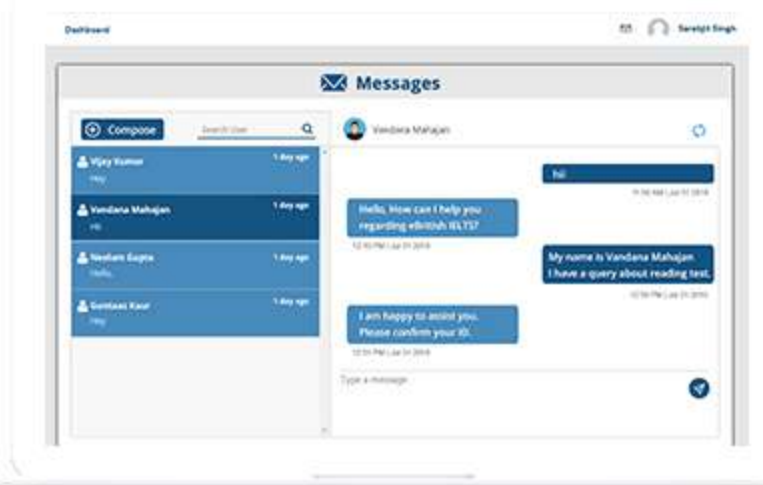 Dashboard
Sarabjit Singh
Messages
Compose
Search User
Vandana Mahajan
Vijay Kumar
1 day ago
Hey
Vandana Mahajan
1 day ago
Hii
Neelam Gupta
1 day ago
Hello,
Kaur
1 day ago
Hey
hii
Hello, How can I help you
regarding eBritish IELTS?
My name is Vandana Mahajan
I have a query about reading test.
I am happy to assist you.
Please confirm your ID.
Type a message